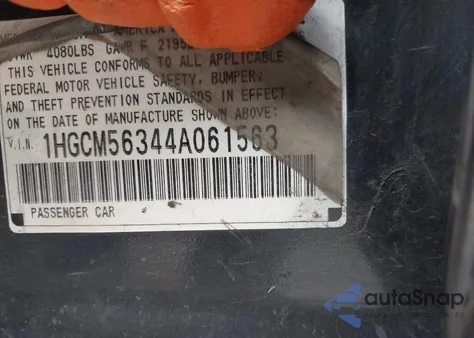 AMERICA
GVWR 4080LBS GAWR F 2195
THIS VEHICLE CONFORMS TO ALL APPLICABLE
FEDERAL MOTOR VEHICLE SAFETY, BUMPER,
AND THEFT PREVENTION STANDARDS IN EFFECT
ON THE DATE OF MANUFACTURE SHOWN ABOVE:
V.I.N. 1HGCM56344A061563
PASSENGER CAR
autoSnap